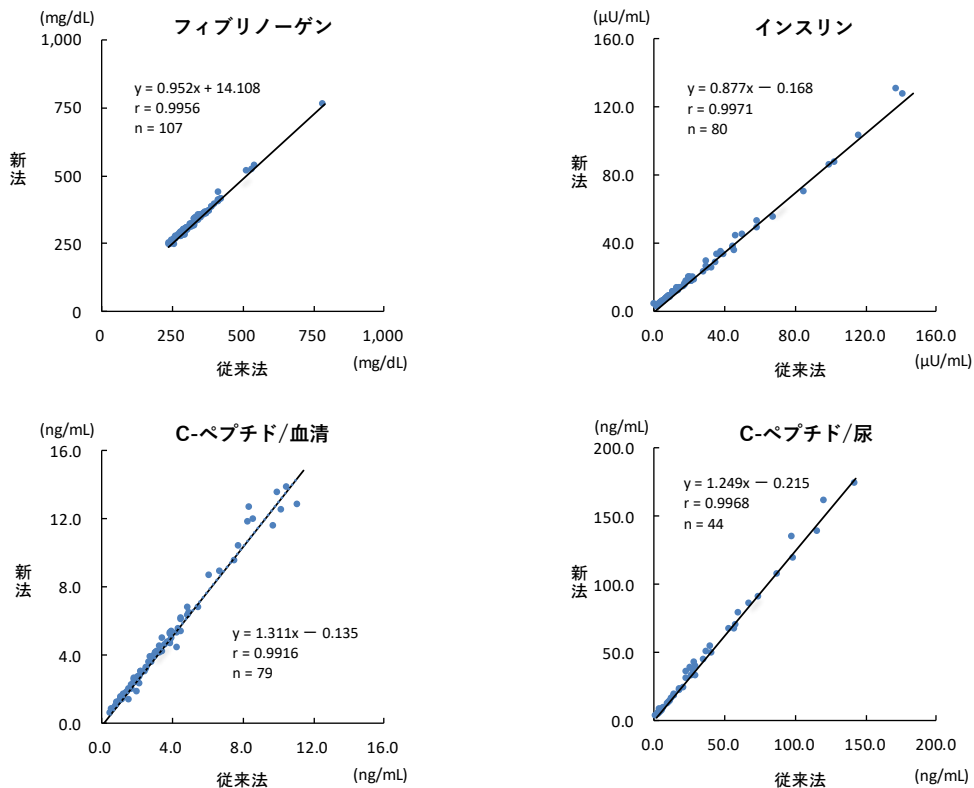 (mg/dL)
フィブリノーゲン
1,000
750
500
250
0
y = 0.952x + 14.108
r = 0.9956
n = 107
新法
0 250 500 750 1,000
従来法
(mg/dL)
(μU/mL)
インスリン
160.0
120.0
80.0
40.0
0.0
y = 0.877x － 0.168
r = 0.9971
n = 80
新法
0.0 40.0 80.0 120.0 160.0
従来法
(μU/mL)
(ng/mL)
C-ペプチド/血清
16.0
12.0
8.0
4.0
0.0
新法
y = 1.311x － 0.135
r = 0.9916
n = 79
0.0 4.0 8.0 12.0 16.0
従来法
(ng/mL)
(ng/mL)
C-ペプチド/尿
200.0
150.0
100.0
50.0
0.0
y = 1.249x － 0.215
r = 0.9968
n = 44
新法
0.0 50.0 100.0 150.0 200.0
従来法
(ng/mL)